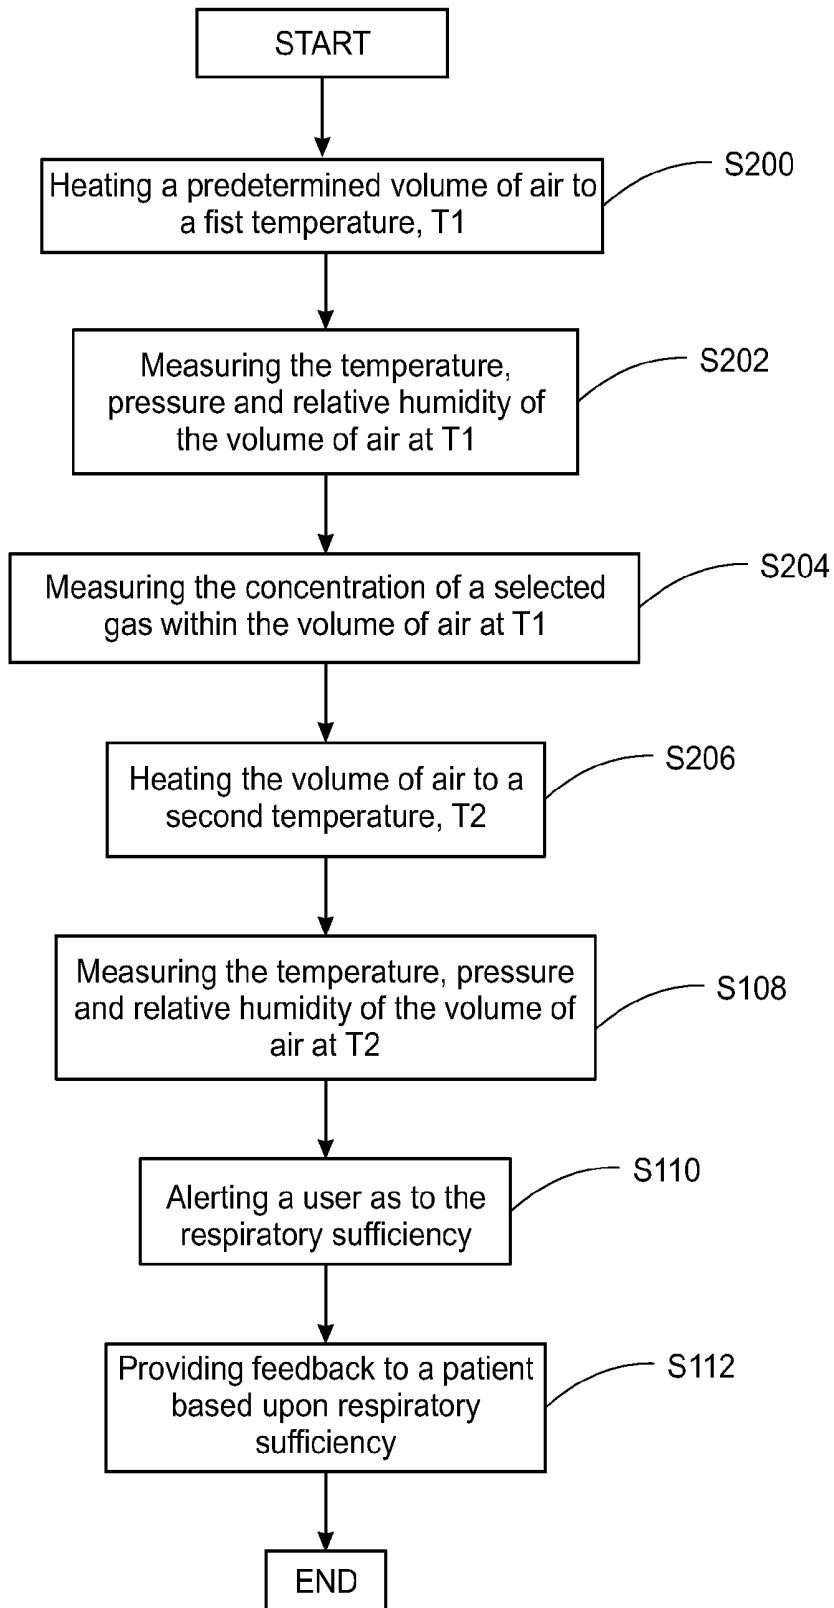 START
S200
Heating a predetermined volume of air to
a fist temperature, T1
S202
Measuring the temperature,
pressure and relative humidity of
the volume of air at T1
S204
Measuring the concentration of a selected
gas within the volume of air at T1
S206
Heating the volume of air to a
second temperature, T2
S108
Measuring the temperature, pressure
and relative humidity of the volume of
air at T2
S110
Alerting a user as to the
respiratory sufficiency
S112
Providing feedback to a patient
based upon respiratory
sufficiency
END